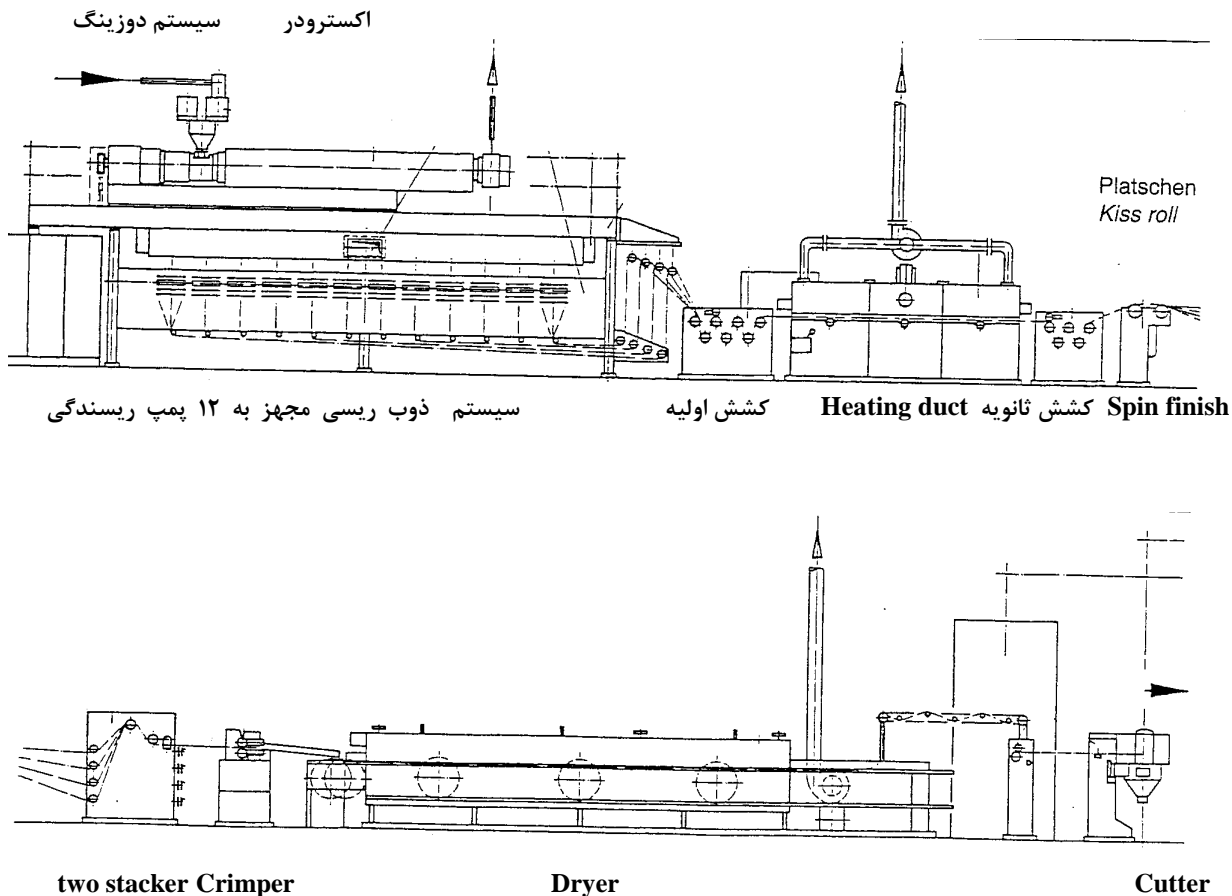 اکسترودر سیستم دوزینگ
Platschen
Kiss roll
سیستم ذوب ریسی مجهز به ۱۲ پمپ ریسندگی کشش اولیه Heating duct کشش ثانویه Spin finish
two stacker Crimper Dryer Cutter